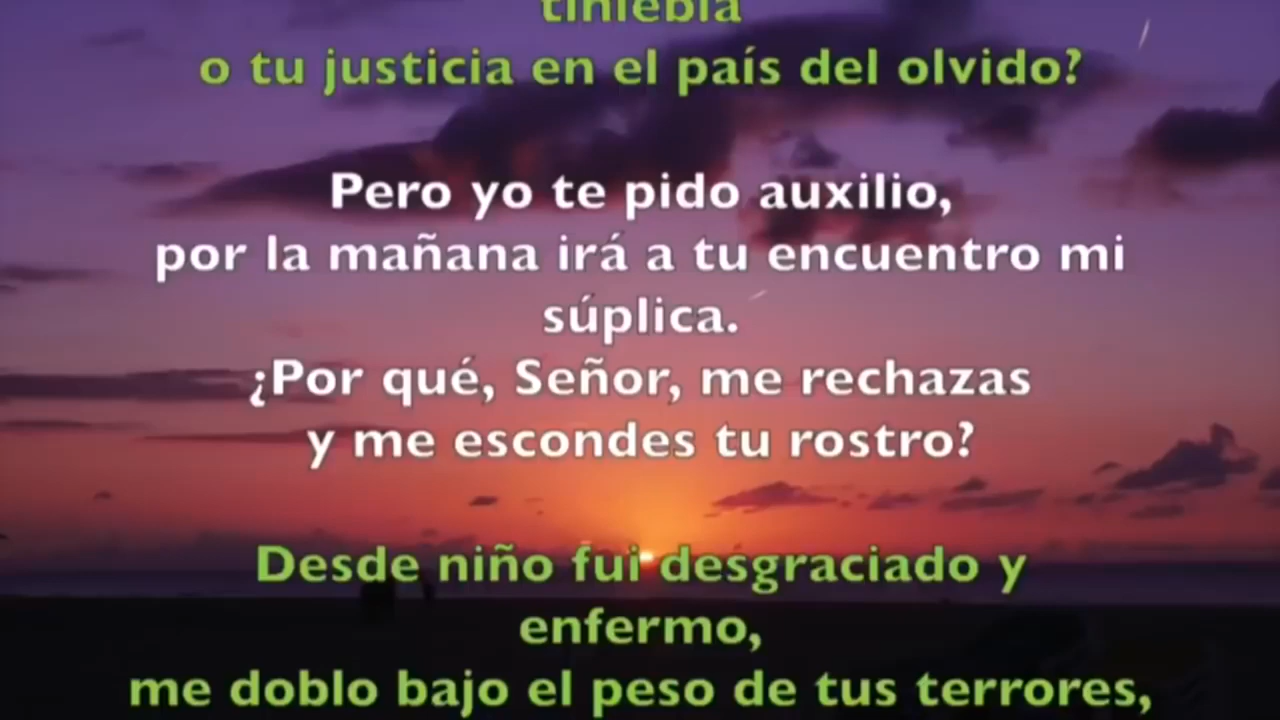 tiniebla
o tu justicia en el país del olvido?
Pero yo te pido auxilio,
por la mañana irá a tu encuentro mi
súplica.
¿Por qué, Señor, me rechazas
y me escondes tu rostro?
Desde niño fui desgraciado y
enfermo,
me doblo bajo el peso de tus terrores,